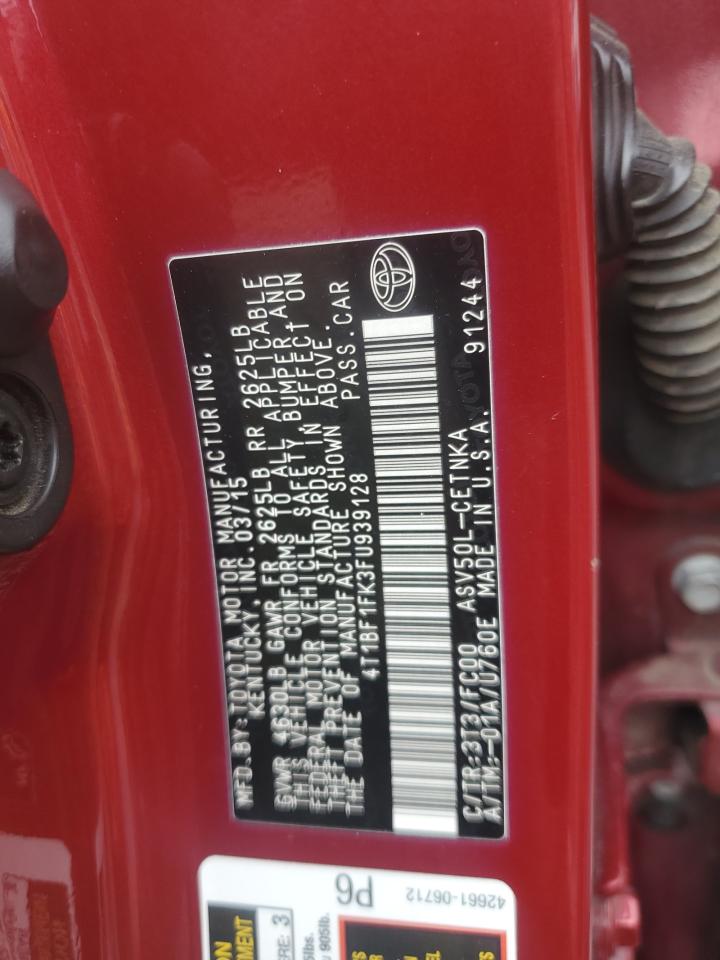 MFD.BY: TOYOTA MOTOR MANUFACTURING,
KENTUCKY, INC. 03/15
GVWR 4630LB GAWR FR 2625LB RR 2625LB
THIS VEHICLE CONFORMS TO ALL APPLICABLE
FEDERAL MOTOR VEHICLE SAFETY, BUMPER AND
THEFT PREVENTION STANDARDS IN EFFECT ON
THE DATE OF MANUFACTURE SHOWN ABOVE.
4T1BF1FK3FU939128 PASS.CAR
C/TR:3T3/FC00 ASV50L-CETNKA
A/TM:-01A/U760E MADE IN U.S.A. 91244
P6
42661-06712
3
905lb.